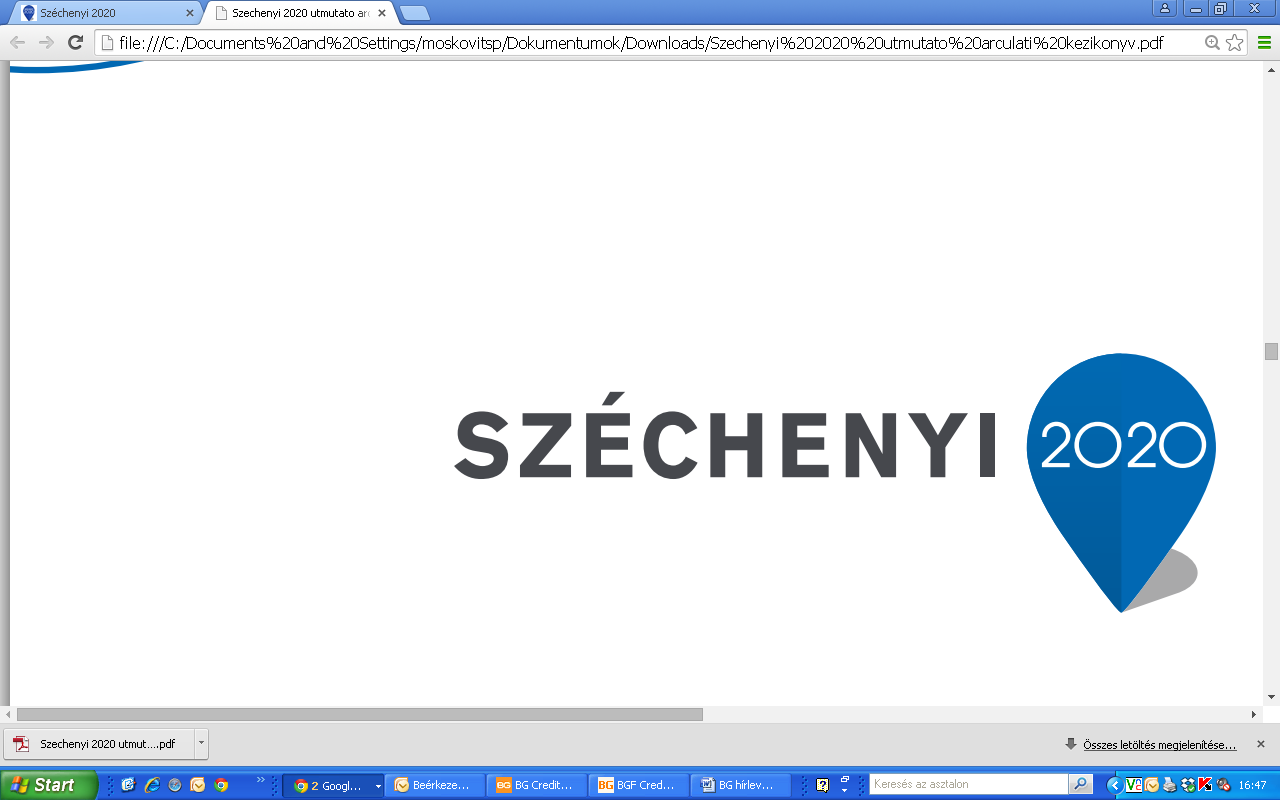 Széchenyi 2020
Szechenyi 2020 utmutato aru
file:///C:/Documents%20and%20Settings/moskovitsp/Dokumentumok/Downloads/Szechenyi%202020%20utmutato%20arculati%20kezikonyv.pdf
SZÉCHENYI 2020
Szechenyi 2020 utmut....pdf
Összes letöltés megjelenítése...
Start
2 Googl...
Beérkeze...
BG Credit...
BGF Cred...
BG hírlev...
Keresés az asztalon
16:47